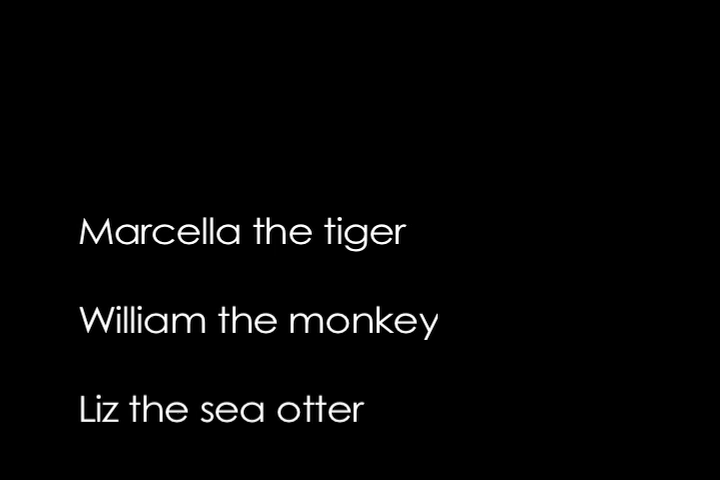 Marcella the tiger
William the monkey
Liz the sea otter